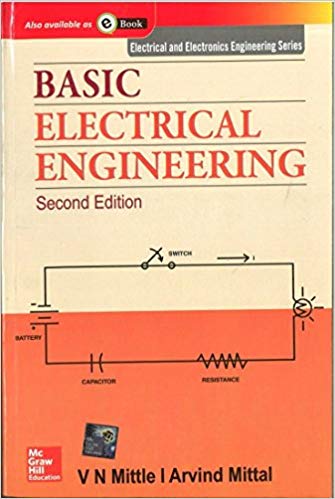 Also available as e Book
Electrical and Electronics Engineering Series
BASIC
ELECTRICAL
ENGINEERING
Second Edition
SWITCH
i
BATTERY
CAPACITOR
RESISTANCE
Mc
Graw
Hill
Education
V N Mittle I Arvind Mittal